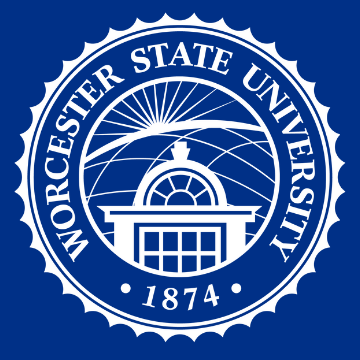 WORCESTER STATE UNIVERSITY
• 1874 •